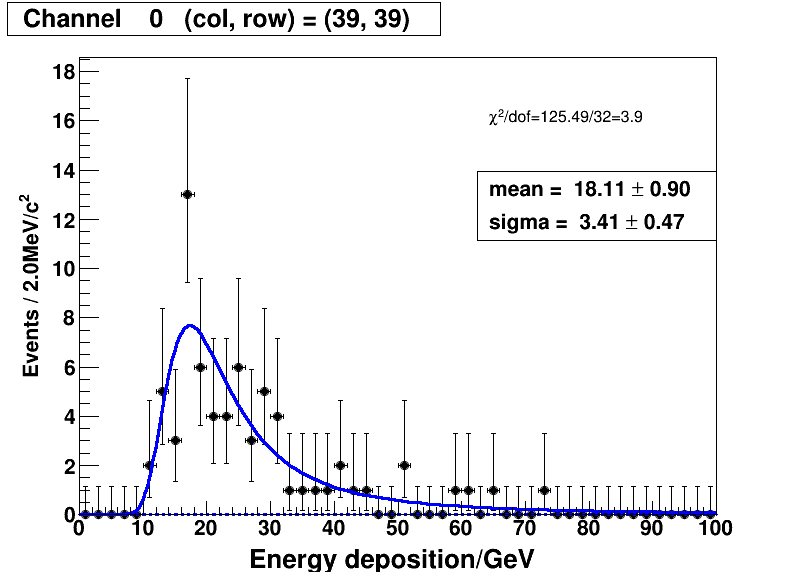 Channel 0 (col, row) = (39, 39)
18
16
14
12
10
8
6
4
2
0
Events / 2.0MeV/c²
χ²/dof=125.49/32=3.9
mean = 18.11 ± 0.90
sigma = 3.41 ± 0.47
0 10 20 30 40 50 60 70 80 90 100
Energy deposition/GeV